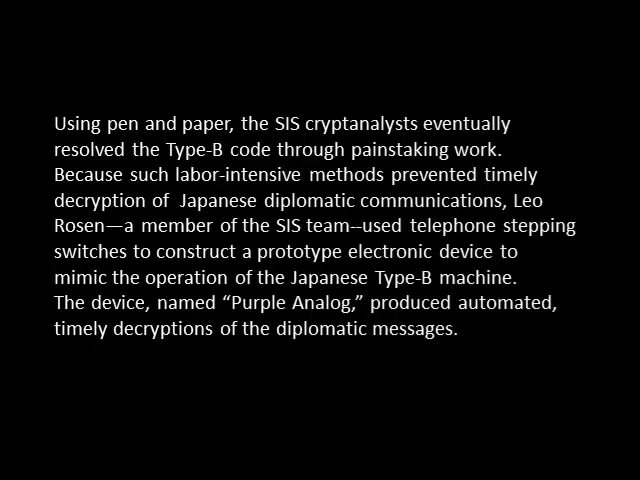 Using pen and paper, the SIS cryptanalysts eventually
resolved the Type-B code through painstaking work.
Because such labor-intensive methods prevented timely
decryption of  Japanese diplomatic communications, Leo
Rosen—a member of the SIS team--used telephone stepping
switches to construct a prototype electronic device to
mimic the operation of the Japanese Type-B machine.
The device, named “Purple Analog,” produced automated,
timely decryptions of the diplomatic messages.